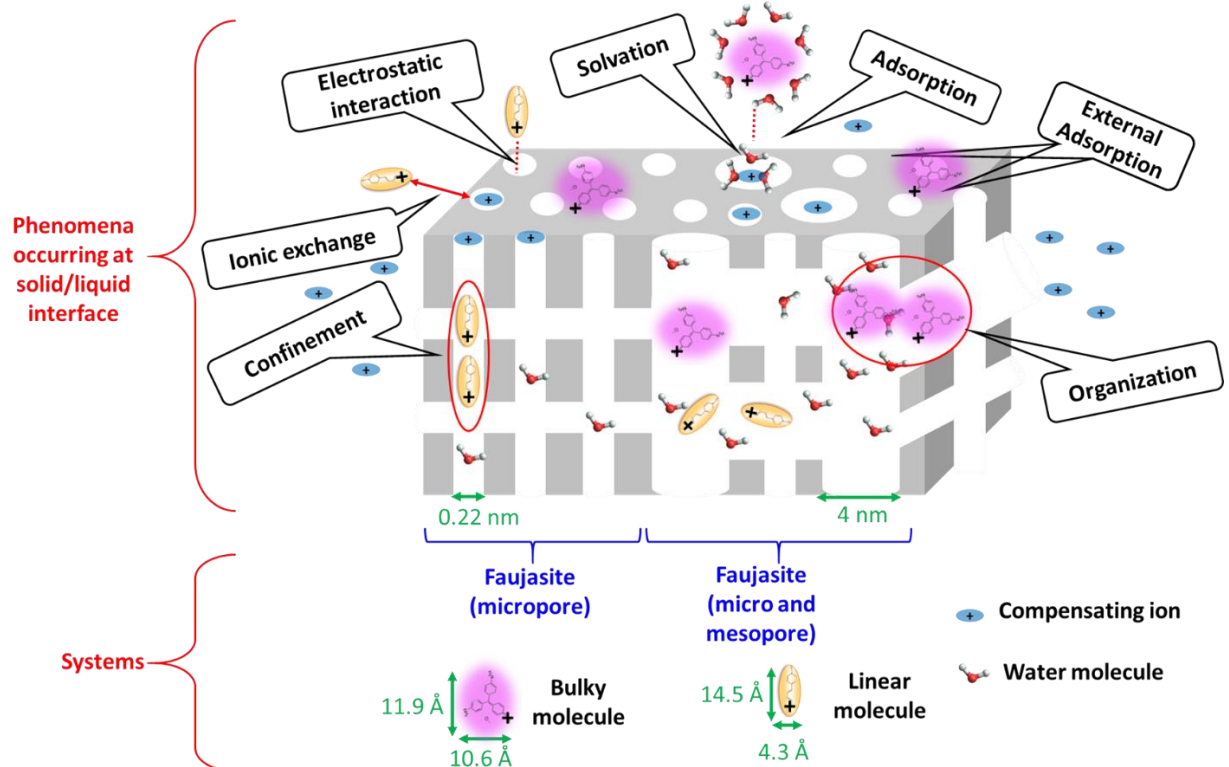 Electrostatic
interaction
Solvation
Adsorption
External
Adsorption
Phenomena
occurring at
solid/liquid
interface
Ionic exchange
Confinement
Organization
0.22 nm
4 nm
Faujasite
(micropore)
Faujasite
(micro and
mesopore)
Compensating ion
Water molecule
Systems
11.9 Å
10.6 Å
Bulky
molecule
14.5 Å
4.3 Å
Linear
molecule